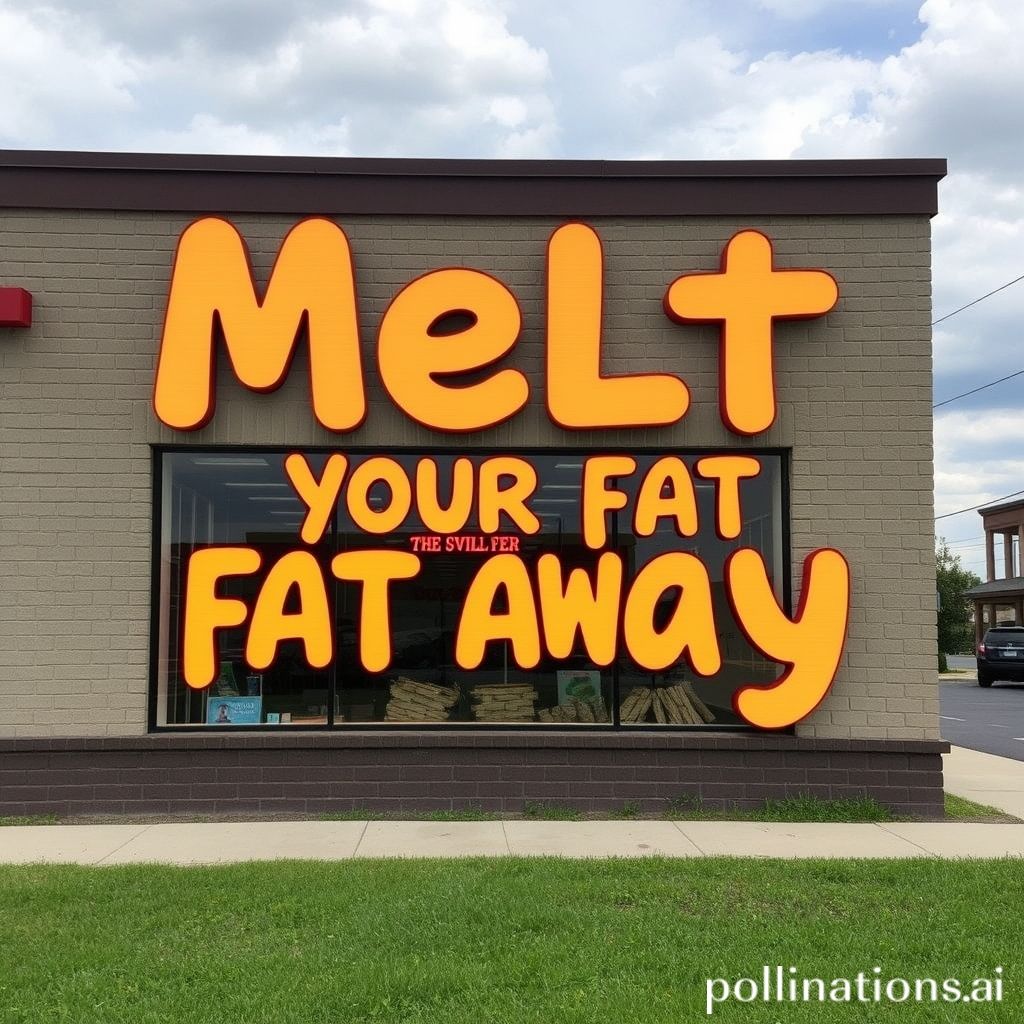 MeLt
YOUR FAT
THE SVILL FER
FAT AWay
pollinations.ai